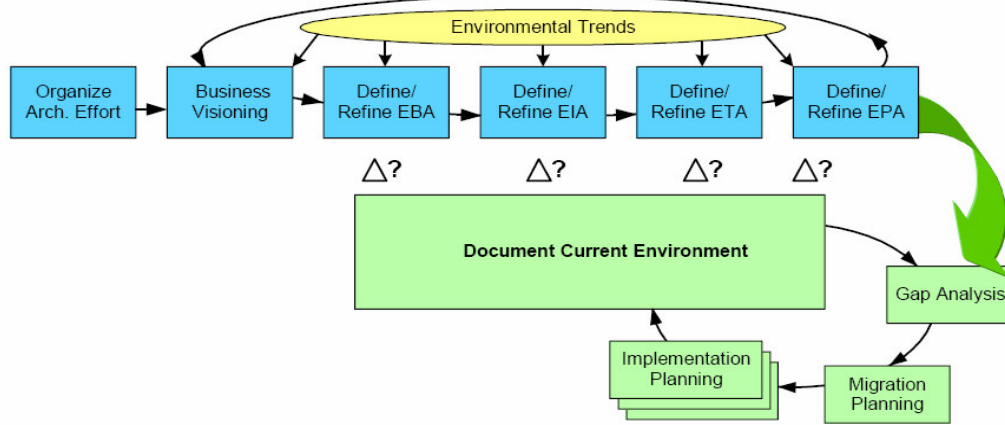 Environmental Trends
Organize
Arch. Effort
Business
Visioning
Define/
Refine EBA
Define/
Refine EIA
Define/
Refine ETA
Define/
Refine EPA
△?
△?
△?
△?
Document Current Environment
Gap Analysis
Implementation
Planning
Migration
Planning